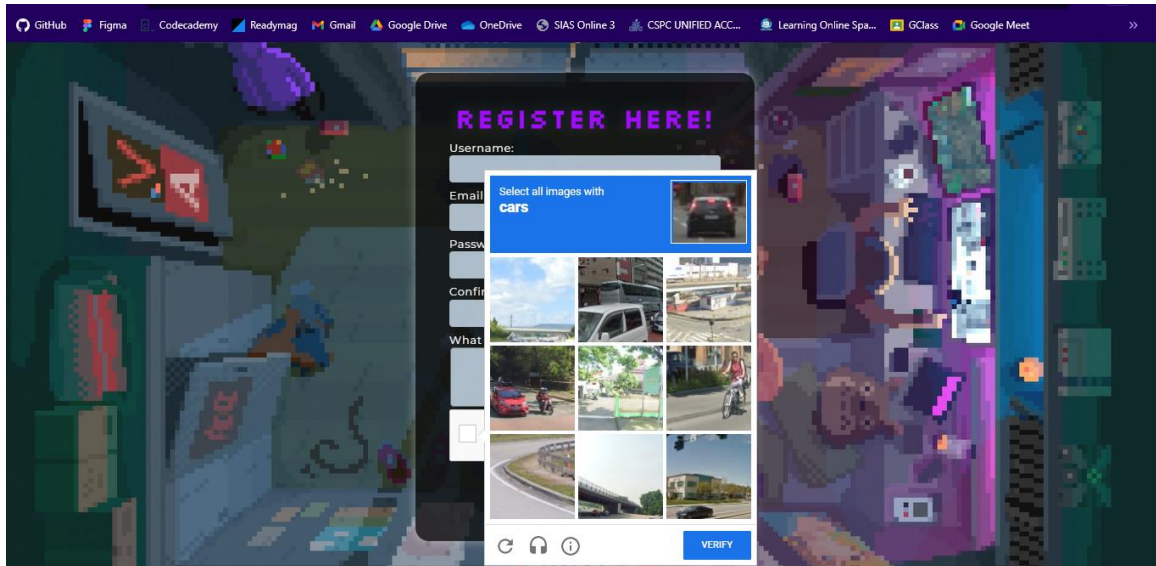 GitHub Figma Codecademy Readymag Gmail Google Drive OneDrive SIAS Online 3 CSPC UNIFIED ACC... Learning Online Spa... GClass Google Meet »
REGISTER HERE!
Username:
Select all images with
cars
Email
Passw
Confir
What
VERIFY